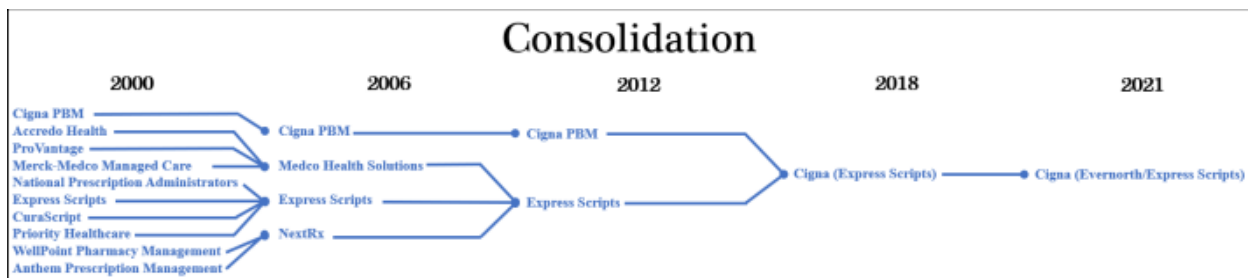 Consolidation
2000 2006 2012 2018 2021
Cigna PBM
Accredo Health
ProVantage
Merck-Medco Managed Care
National Prescription Administrators
Express Scripts
CuraScript
Priority Healthcare
WellPoint Pharmacy Management
Anthem Prescription Management
Cigna PBM
Medco Health Solutions
Express Scripts
NextRx
Cigna PBM
Express Scripts
Cigna (Express Scripts)
Cigna (Evernorth/Express Scripts)